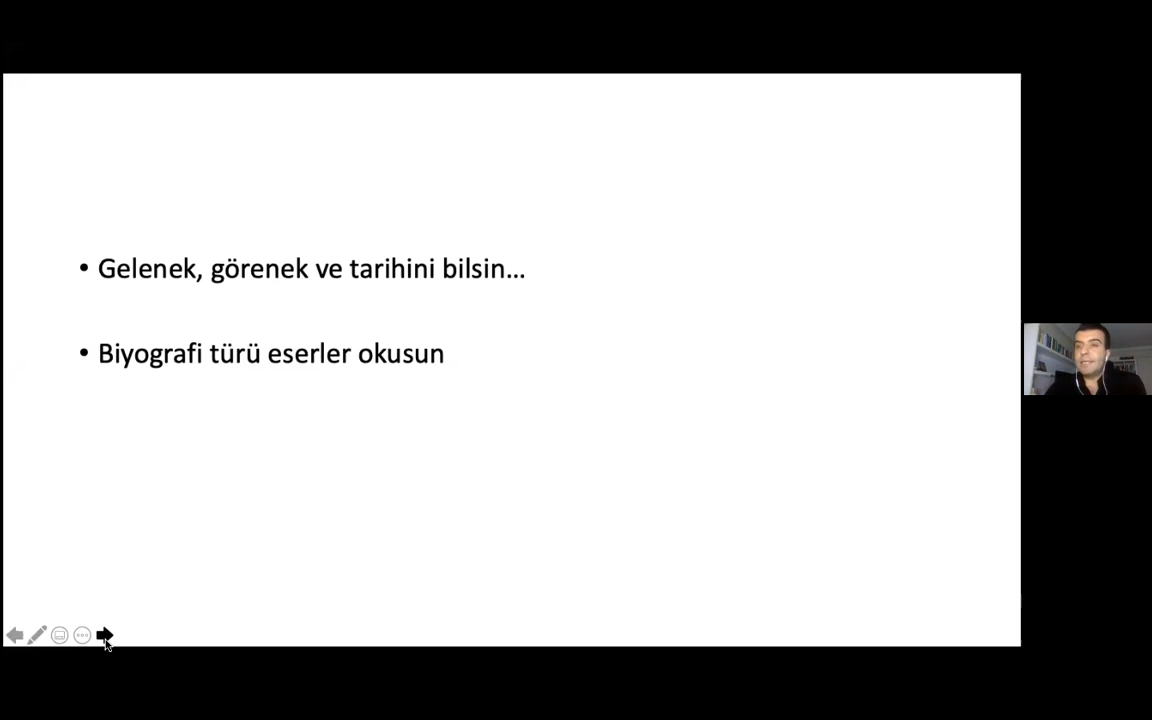 • Gelenek, görenek ve tarihini bilsin...
• Biyografi türü eserler okusun